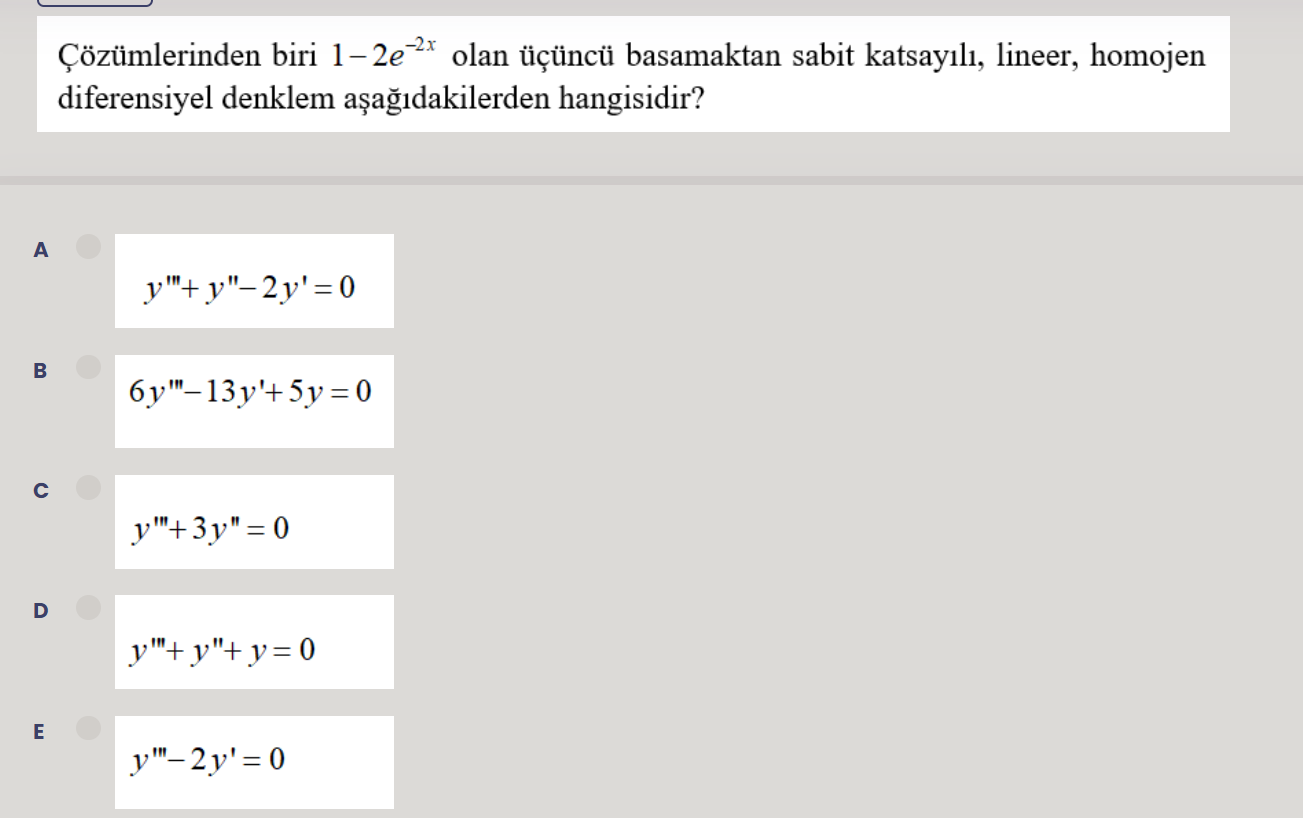 Çözümlerinden biri 1 − 2e⁻²ˣ olan üçüncü basamaktan sabit katsayılı, lineer, homojen
diferensiyel denklem aşağıdakilerden hangisidir?
A
y'''+ y''− 2y' = 0
B
6y'''− 13y'+ 5y = 0
C
y'''+ 3y'' = 0
D
y'''+ y''+ y = 0
E
y'''− 2y' = 0